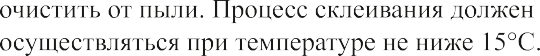 очистить от пыли. Процесс склеивания должен
осуществляться при температуре не ниже 15°С.